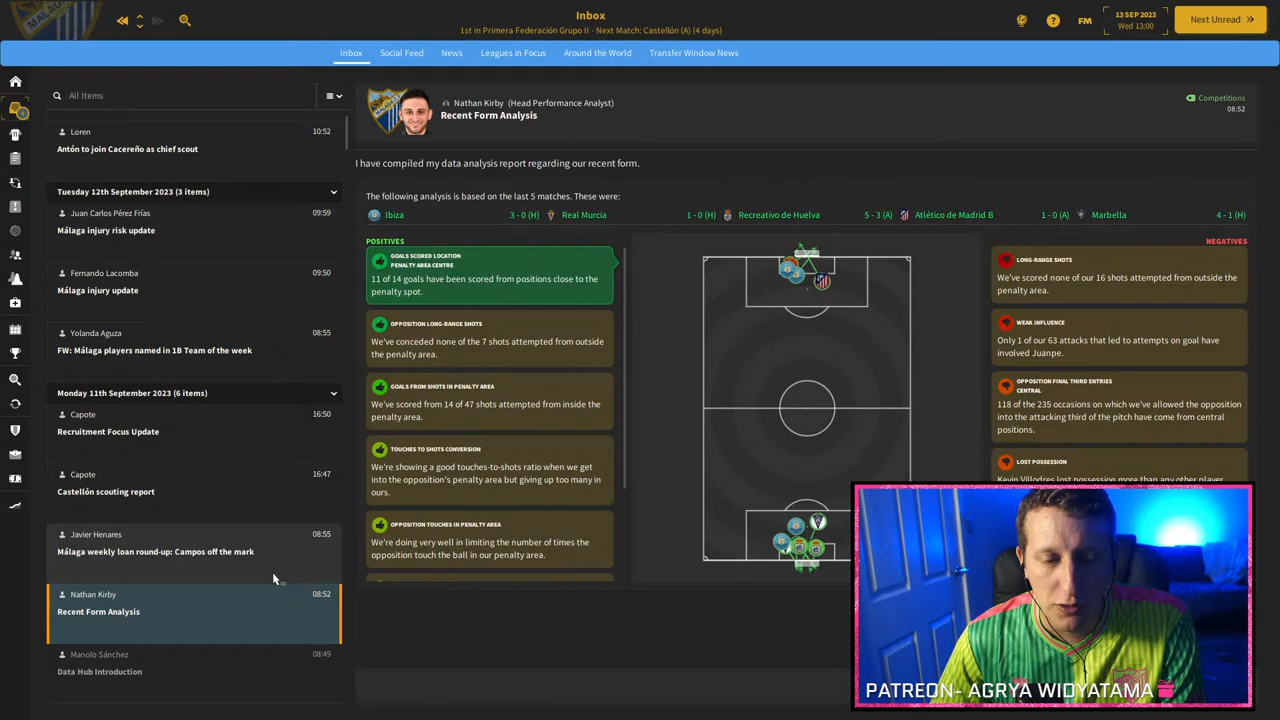 Inbox
1st in Primera Federación Grupo II - Next Match: Castellón (A) (4 days)
FM
13 SEP 2023
Wed 13:00
Next Unread
Inbox
Social Feed
News
Leagues in Focus
Around the World
Transfer Window News
All Items
Loren 10:52
Antón to join Cacereño as chief scout
Tuesday 12th September 2023 (3 items)
Juan Carlos Pérez Frías 09:59
Málaga injury risk update
Fernando Lacomba 09:50
Málaga injury update
Yolanda Aguza 08:55
FW: Málaga players named in 1B Team of the week
Monday 11th September 2023 (6 items)
Capote 16:50
Recruitment Focus Update
Capote 16:47
Castellón scouting report
Javier Henares 08:55
Málaga weekly loan round-up: Campos off the mark
Nathan Kirby 08:52
Recent Form Analysis
Manolo Sánchez 08:49
Data Hub Introduction
Nathan Kirby (Head Performance Analyst)
Recent Form Analysis
Competitions
08:52
I have compiled my data analysis report regarding our recent form.
The following analysis is based on the last 5 matches. These were:
Ibiza 3 - 0 (H) Real Murcia 1 - 0 (H) Recreativo de Huelva 5 - 3 (A) Atlético de Madrid B 1 - 0 (A) Marbella 4 - 1 (H)
POSITIVES
GOALS SCORED LOCATION
PENALTY AREA CENTRE
11 of 14 goals have been scored from positions close to the
penalty spot.
OPPOSITION LONG-RANGE SHOTS
We've conceded none of the 7 shots attempted from outside
the penalty area.
GOALS FROM SHOTS IN PENALTY AREA
We've scored from 14 of 47 shots attempted from inside the
penalty area.
TOUCHES TO SHOTS CONVERSION
We're showing a good touches-to-shots ratio when we get
into the opposition's penalty area but giving up too many in
ours.
OPPOSITION TOUCHES IN PENALTY AREA
We're doing very well in limiting the number of times the
opposition touch the ball in our penalty area.
NEGATIVES
LONG-RANGE SHOTS
We've scored none of our 16 shots attempted from outside the
penalty area.
WEAK INFLUENCE
Only 1 of our 63 attacks that led to attempts on goal have
involved Juanpe.
OPPOSITION FINAL THIRD ENTRIES
CENTRAL
118 of the 235 occasions on which we've allowed the opposition
into the attacking third of the pitch have come from central
positions.
LOST POSSESSION
Kevin Villodres lost possession more than any other player
PATREON- AGRYA WIDYATAMA